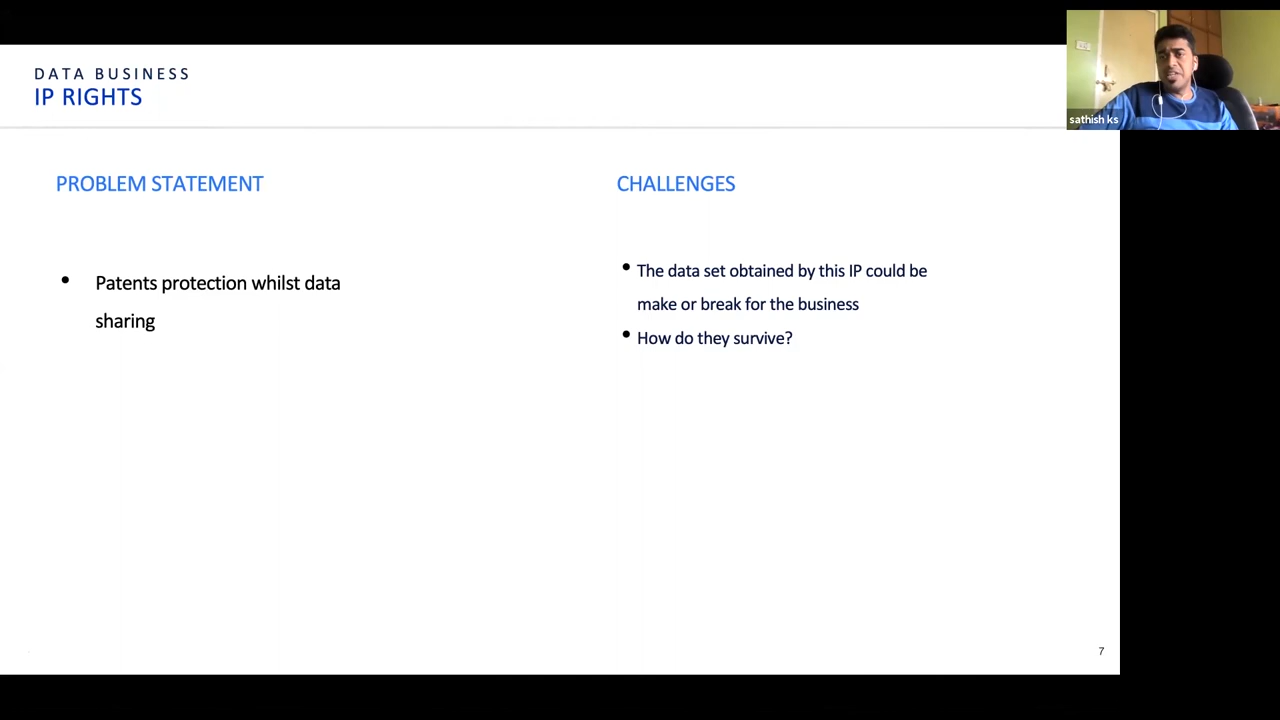 DATA BUSINESS
IP RIGHTS
sathish ks
PROBLEM STATEMENT
• Patents protection whilst data
sharing
CHALLENGES
• The data set obtained by this IP could be
make or break for the business
• How do they survive?
7